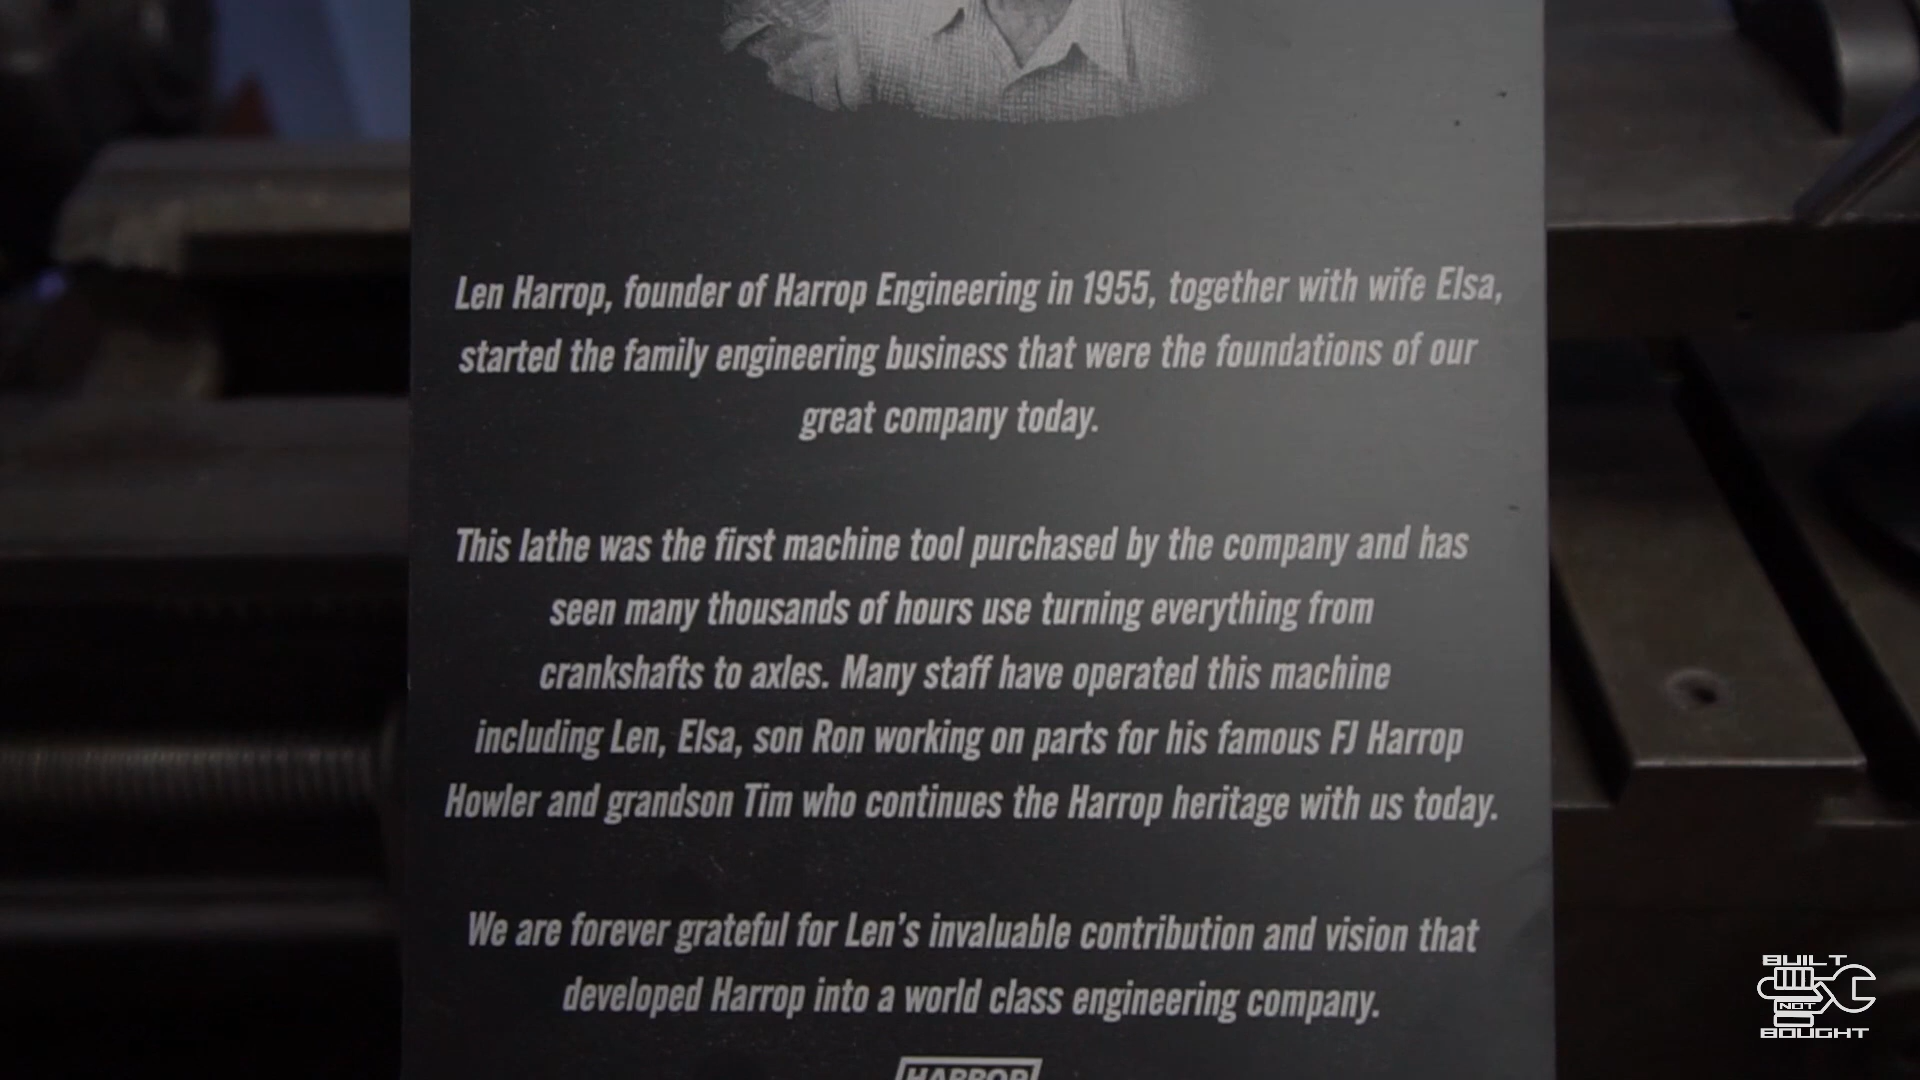 Len Harrop, founder of Harrop Engineering in 1955, together with wife Elsa,
started the family engineering business that were the foundations of our
great company today.
This lathe was the first machine tool purchased by the company and has
seen many thousands of hours use turning everything from
crankshafts to axles. Many staff have operated this machine
including Len, Elsa, son Ron working on parts for his famous FJ Harrop
Howler and grandson Tim who continues the Harrop heritage with us today.
We are forever grateful for Len's invaluable contribution and vision that
developed Harrop into a world class engineering company.
HARROP
BUILT
NOT
BOUGHT